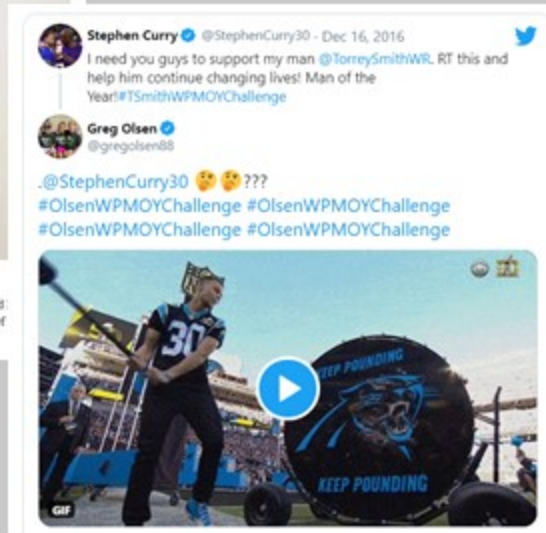 Stephen Curry @StephenCurry30 - Dec 16, 2016
I need you guys to support my man @TorreySmithWR. RT this and
help him continue changing lives! Man of the
Year!#TSmithWPMOYChallenge
Greg Olsen
@gregolsen88
.@StephenCurry30 🤔🤔???
#OlsenWPMOYChallenge #OlsenWPMOYChallenge
#OlsenWPMOYChallenge #OlsenWPMOYChallenge
30
KEEP POUNDING
KEEP POUNDING
GIF